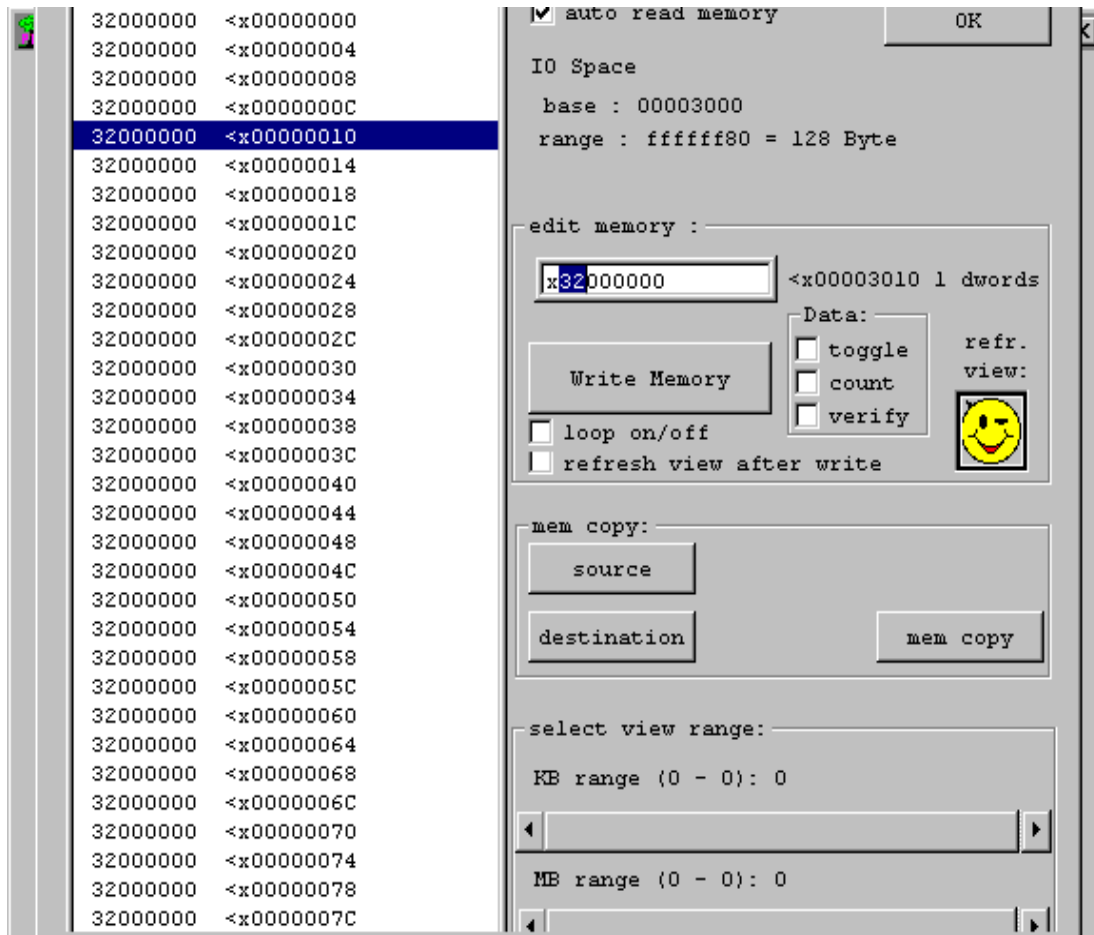 32000000 <x00000000
32000000 <x00000004
32000000 <x00000008
32000000 <x0000000C
32000000 <x00000010
32000000 <x00000014
32000000 <x00000018
32000000 <x0000001C
32000000 <x00000020
32000000 <x00000024
32000000 <x00000028
32000000 <x0000002C
32000000 <x00000030
32000000 <x00000034
32000000 <x00000038
32000000 <x0000003C
32000000 <x00000040
32000000 <x00000044
32000000 <x00000048
32000000 <x0000004C
32000000 <x00000050
32000000 <x00000054
32000000 <x00000058
32000000 <x0000005C
32000000 <x00000060
32000000 <x00000064
32000000 <x00000068
32000000 <x0000006C
32000000 <x00000070
32000000 <x00000074
32000000 <x00000078
32000000 <x0000007C
auto read memory
OK
IO Space
base : 00003000
range : ffffff80 = 128 Byte
edit memory :
x32000000
<x00003010 1 dwords
Data:
toggle
count
verify
refr.
view:
Write Memory
loop on/off
refresh view after write
mem copy:
source
destination
mem copy
select view range:
KB range (0 - 0): 0
MB range (0 - 0): 0